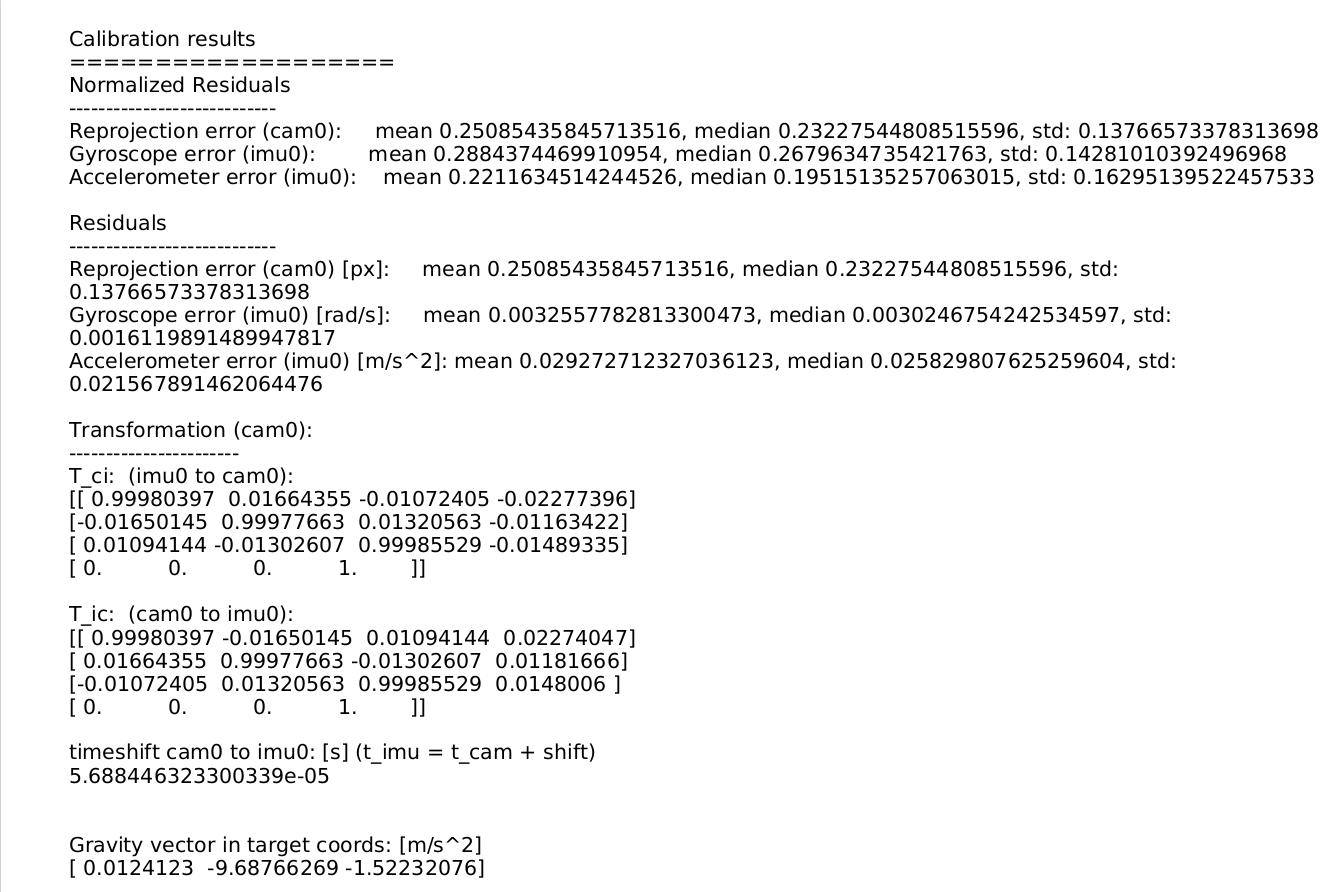 Calibration results
===================
Normalized Residuals
----------------------------
Reprojection error (cam0):     mean 0.25085435845713516, median 0.23227544808515596, std: 0.13766573378313698
Gyroscope error (imu0):        mean 0.2884374469910954, median 0.2679634735421763, std: 0.14281010392496968
Accelerometer error (imu0):    mean 0.2211634514244526, median 0.19515135257063015, std: 0.16295139522457533
Residuals
----------------------------
Reprojection error (cam0) [px]:     mean 0.25085435845713516, median 0.23227544808515596, std:
0.13766573378313698
Gyroscope error (imu0) [rad/s]:     mean 0.0032557782813300473, median 0.0030246754242534597, std:
0.0016119891489947817
Accelerometer error (imu0) [m/s^2]: mean 0.029272712327036123, median 0.025829807625259604, std:
0.021567891462064476
Transformation (cam0):
-----------------------
T_ci:  (imu0 to cam0):
[[ 0.99980397  0.01664355 -0.01072405 -0.02277396]
[-0.01650145  0.99977663  0.01320563 -0.01163422]
[ 0.01094144 -0.01302607  0.99985529 -0.01489335]
[ 0.          0.          0.          1.        ]]
T_ic:  (cam0 to imu0):
[[ 0.99980397 -0.01650145  0.01094144  0.02274047]
[ 0.01664355  0.99977663 -0.01302607  0.01181666]
[-0.01072405  0.01320563  0.99985529  0.0148006 ]
[ 0.          0.          0.          1.        ]]
timeshift cam0 to imu0: [s] (t_imu = t_cam + shift)
5.688446323300339e-05
Gravity vector in target coords: [m/s^2]
[ 0.0124123  -9.68766269 -1.52232076]